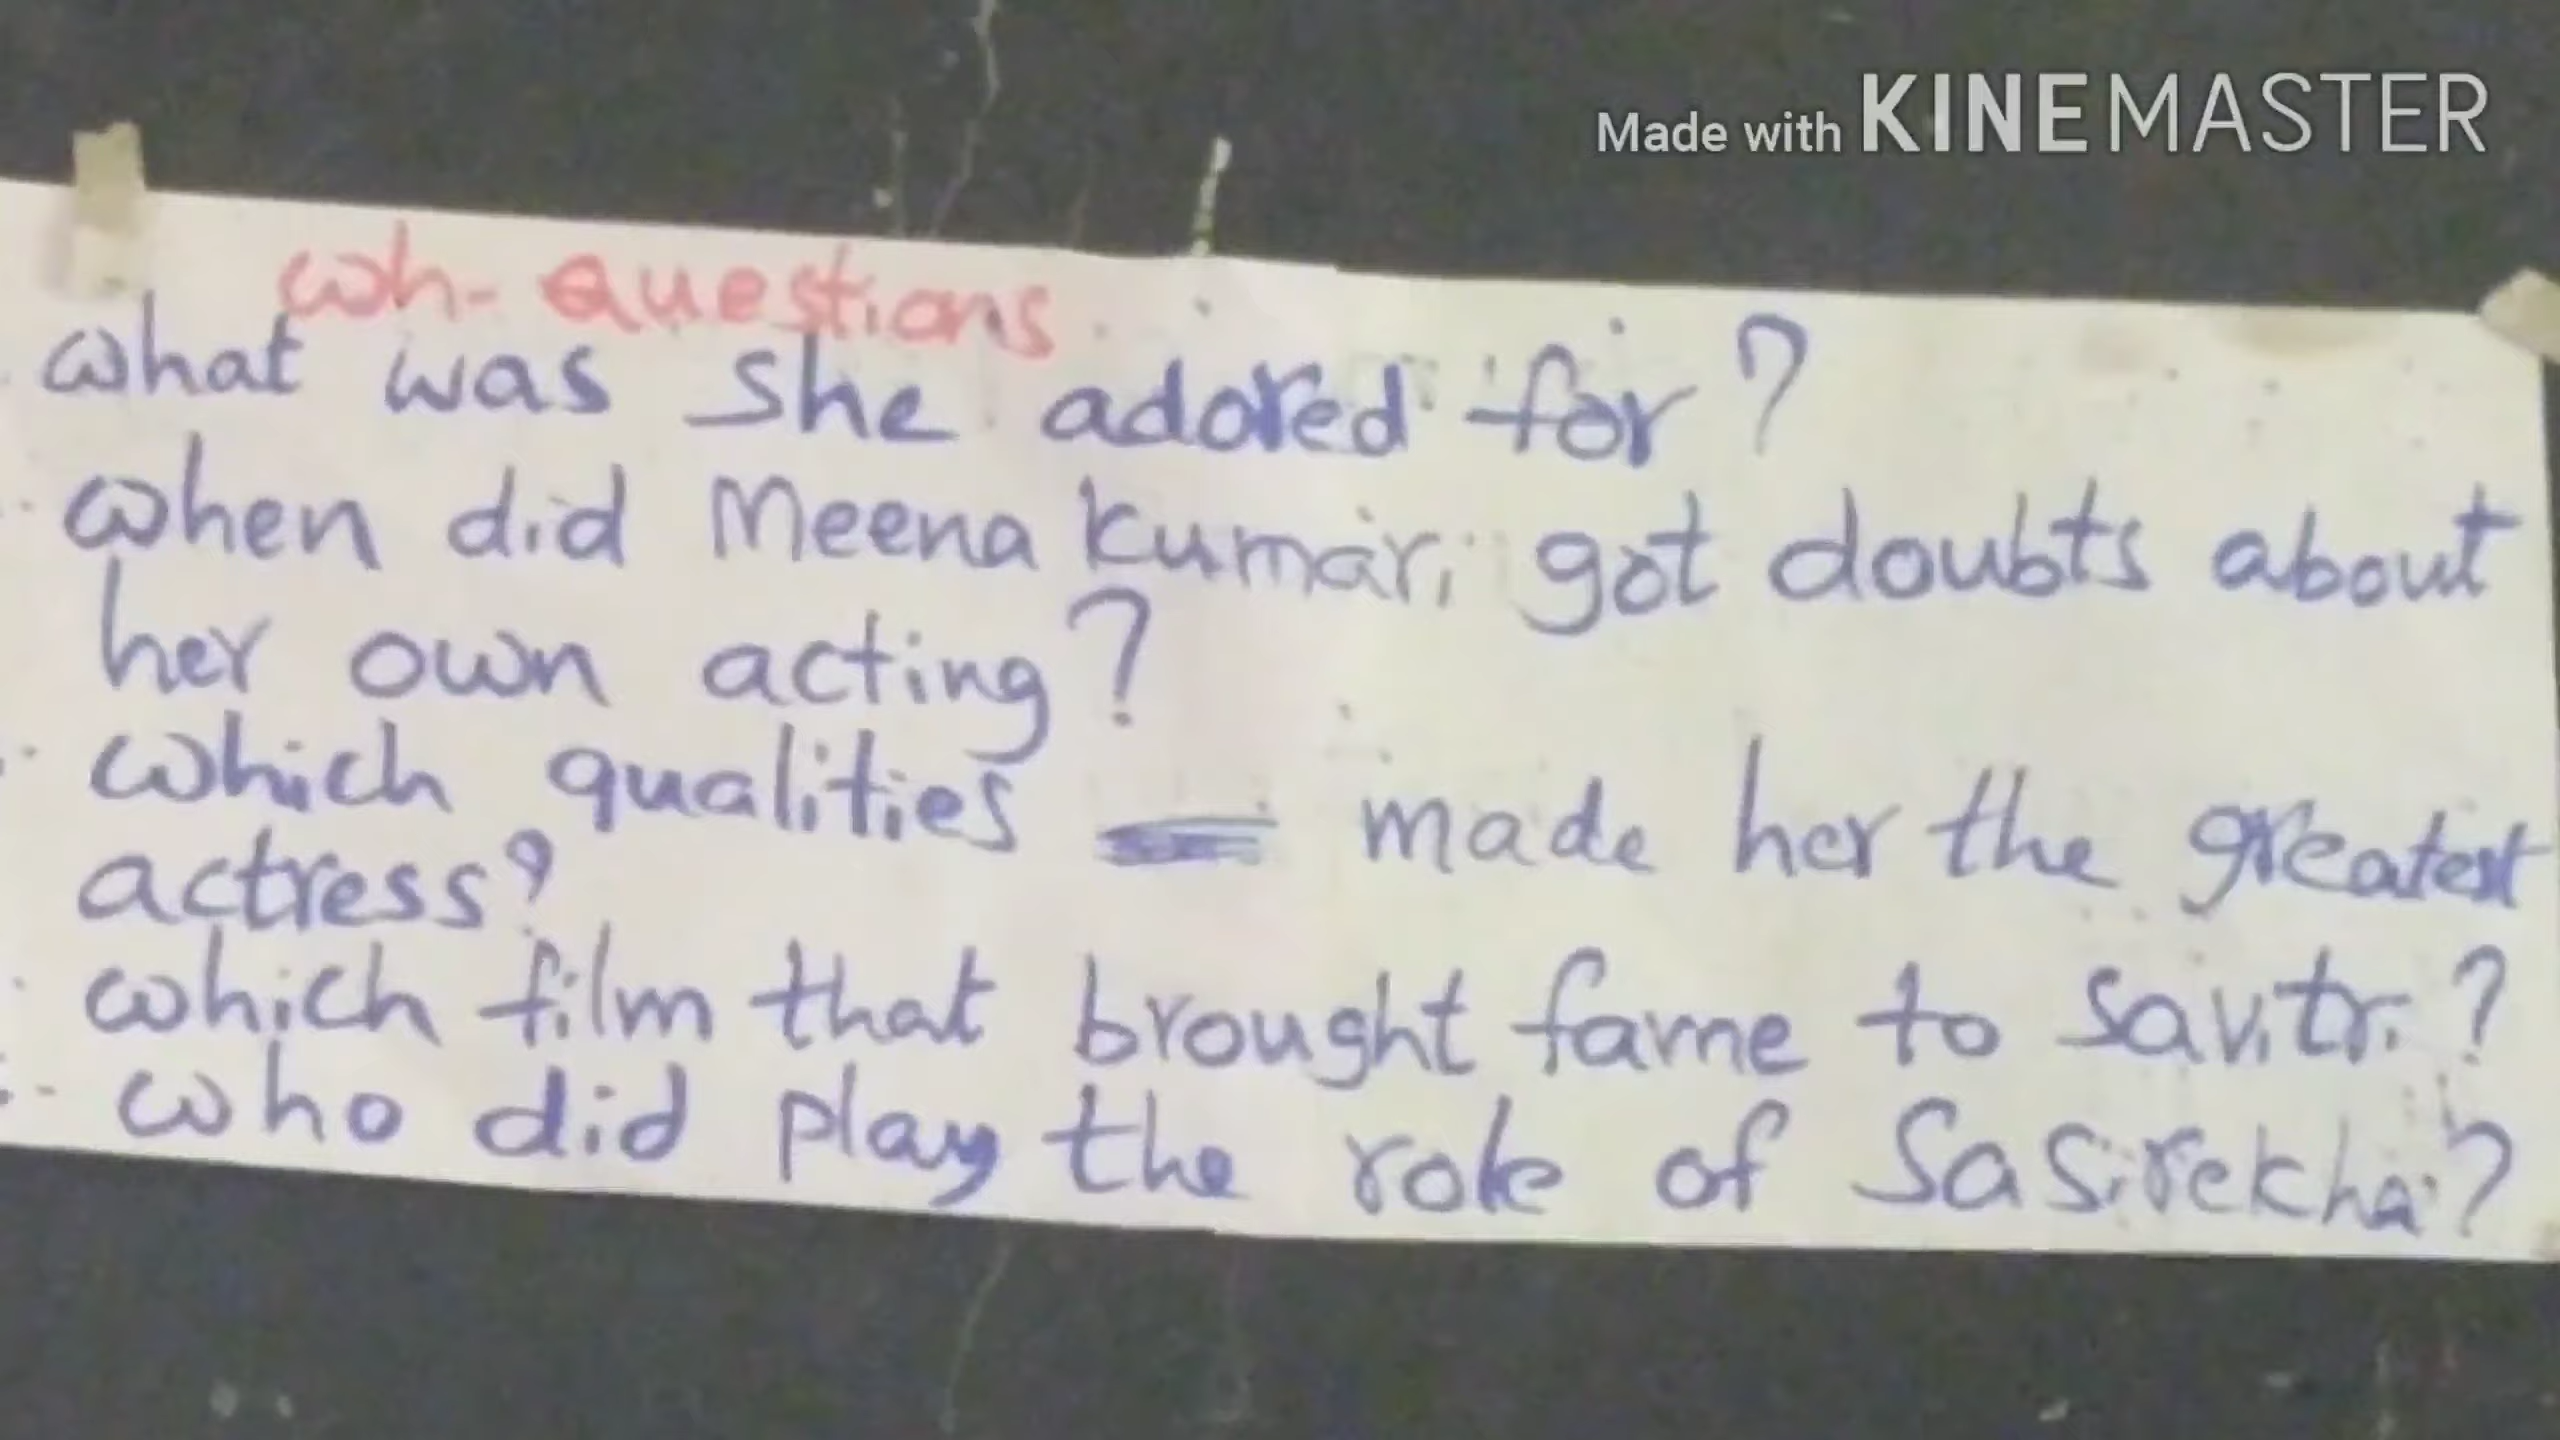 Made with KINEMASTER
wh-Questions
what was she adored for?
when did Meena kumari got doubts about
her own acting?
which qualities made her the greatest
actress?
which film that brought fame to savitri?
who did play the role of Sasirekha?